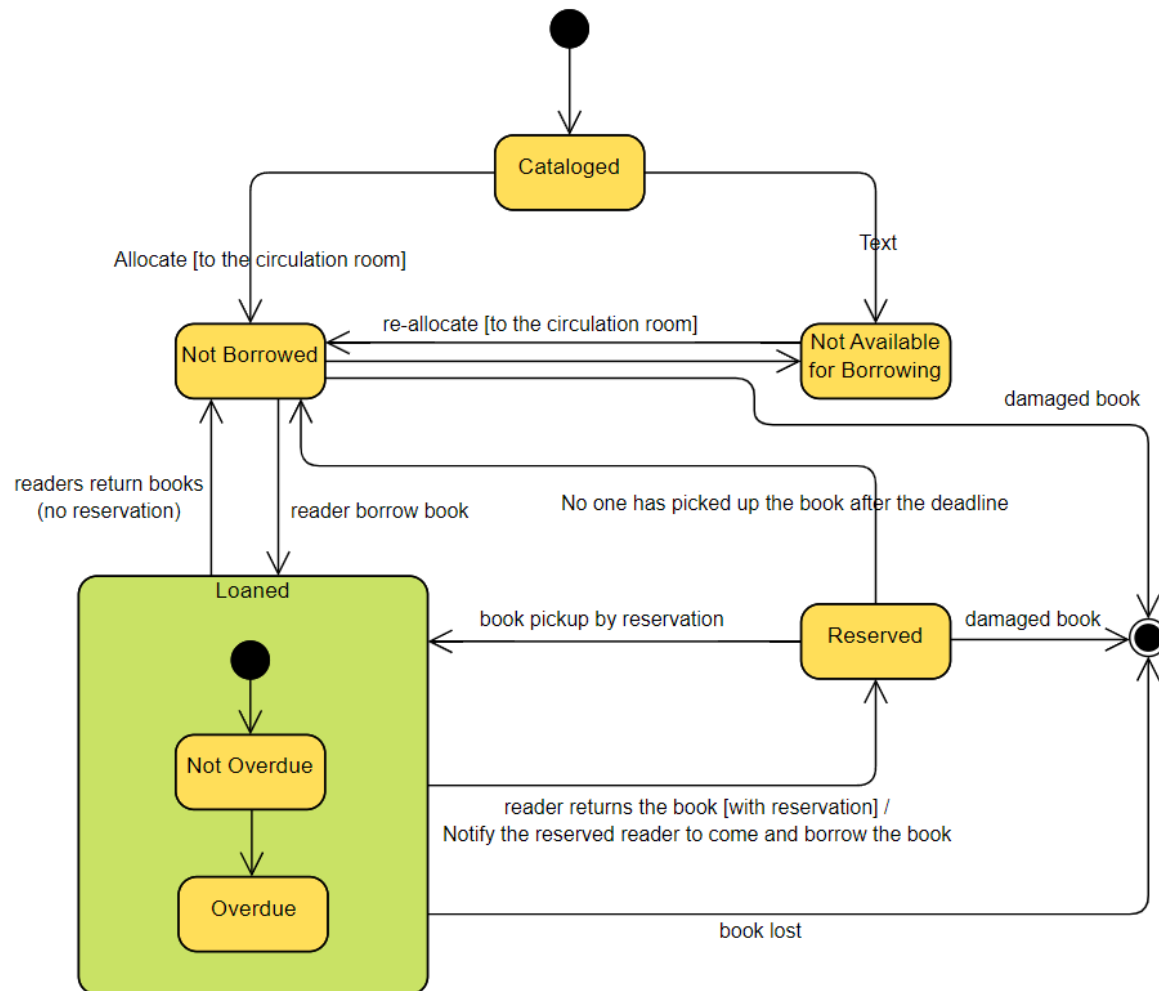 Cataloged
Text
Allocate [to the circulation room]
re-allocate [to the circulation room]
Not Borrowed
Not Available
for Borrowing
damaged book
readers return books
(no reservation)
reader borrow book
No one has picked up the book after the deadline
Loaned
book pickup by reservation
Reserved
damaged book
Not Overdue
reader returns the book [with reservation] /
Notify the reserved reader to come and borrow the book
Overdue
book lost